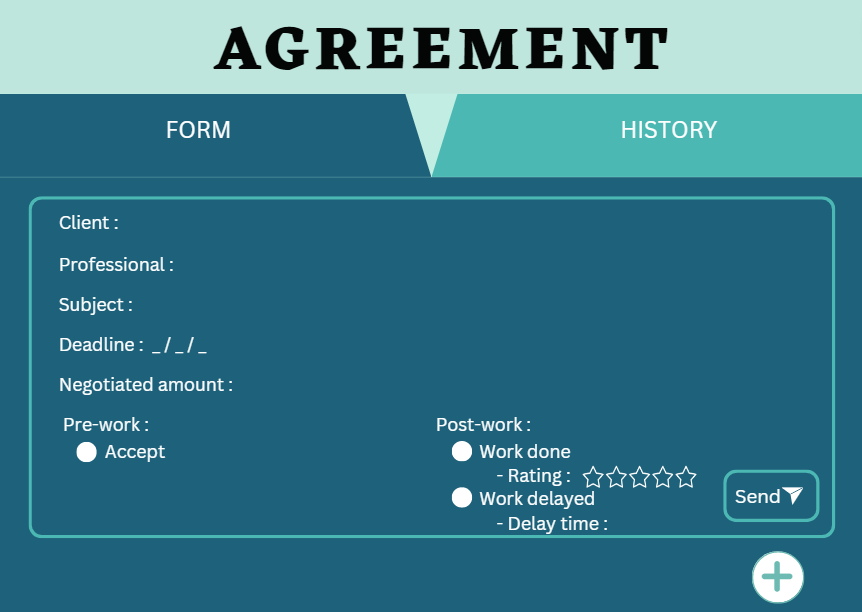 AGREEMENT
FORM
HISTORY
Client :
Professional :
Subject :
Deadline : _ / _ / _
Negotiated amount :
Pre-work :
Accept
Post-work :
Work done
- Rating :
Work delayed
- Delay time :
Send